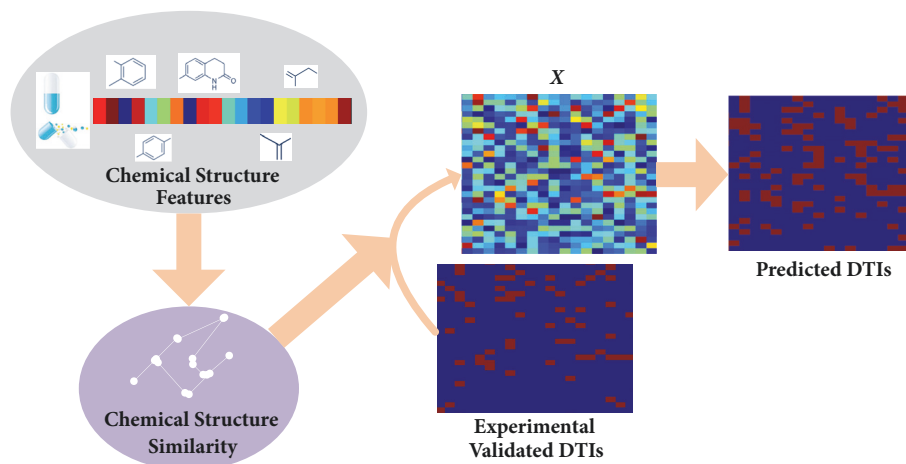 N
H
O
Chemical Structure
Features
Chemical Structure
Similarity
X
Experimental
Validated DTIs
Predicted DTIs